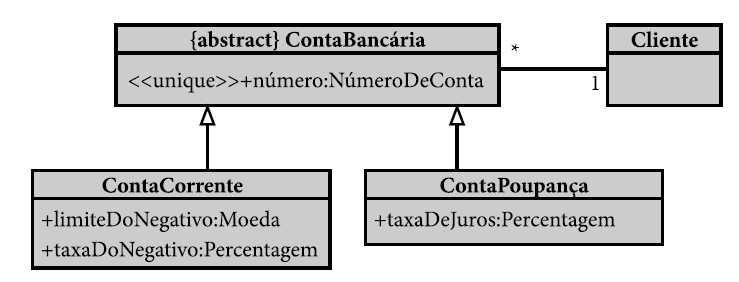 {abstract} ContaBancária
<<unique>>+número:NúmeroDeConta
*
1
Cliente
ContaCorrente
+limiteDoNegativo:Moeda
+taxaDoNegativo:Percentagem
ContaPoupança
+taxaDeJuros:Percentagem